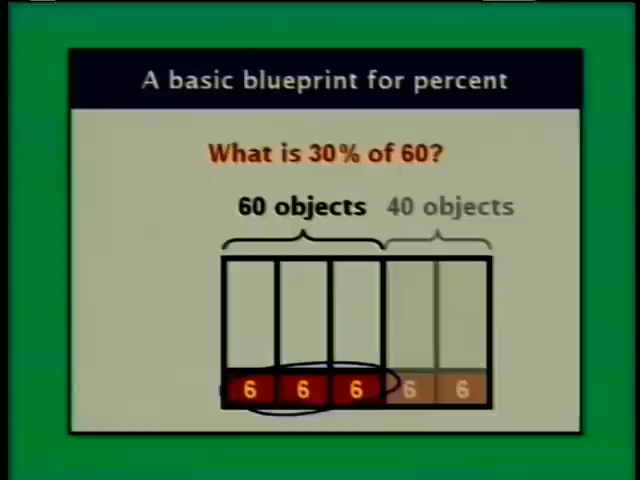 A basic blueprint for percent
What is 30% of 60?
60 objects 40 objects
6 6 6 6 6